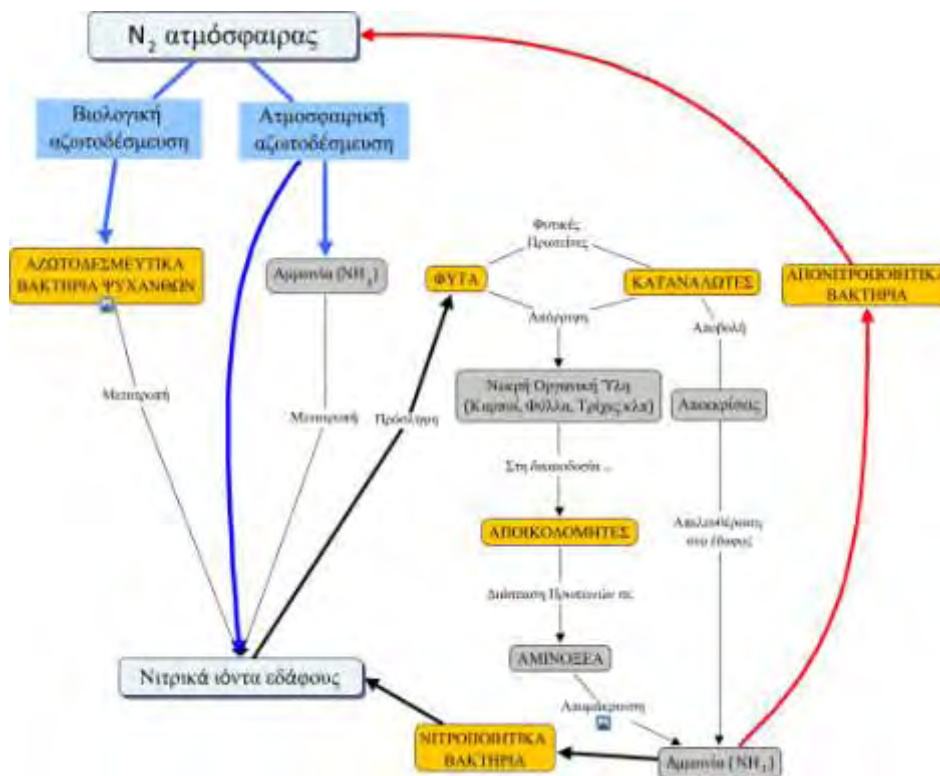 N₂ ατμόσφαιρας
Βιολογική
αζωτοδέσμευση
Ατμοσφαιρική
αζωτοδέσμευση
ΑΖΩΤΟΔΕΣΜΕΥΤΙΚΑ
ΒΑΚΤΗΡΙΑ ΨΥΧΑΝΘΩΝ
Αμμωνία (NH₃)
Φυτικές
Πρωτεΐνες
ΦΥΤΑ
ΚΑΤΑΝΑΛΩΤΕΣ
ΑΠΟΝΙΤΡΟΠΟΙΗΤΙΚΑ
ΒΑΚΤΗΡΙΑ
Απόρριψη
Αποβολή
Μετατροπή
Μετατροπή
Πρόσληψη
Νεκρή Οργανική Ύλη
(Καρποί, Φύλλα, Τρίχες κλπ)
Απεκκρίσεις
Στη δικαιοδοσία ..
ΑΠΟΙΚΟΔΟΜΗΤΕΣ
Απελευθέρωση
στο έδαφος
Διάσπαση Πρωτεϊνών σε
ΑΜΙΝΟΞΕΑ
Νιτρικά ιόντα εδάφους
Απομάκρυνση
ΝΙΤΡΟΠΟΙΗΤΙΚΑ
ΒΑΚΤΗΡΙΑ
Αμμωνία (NH₃)